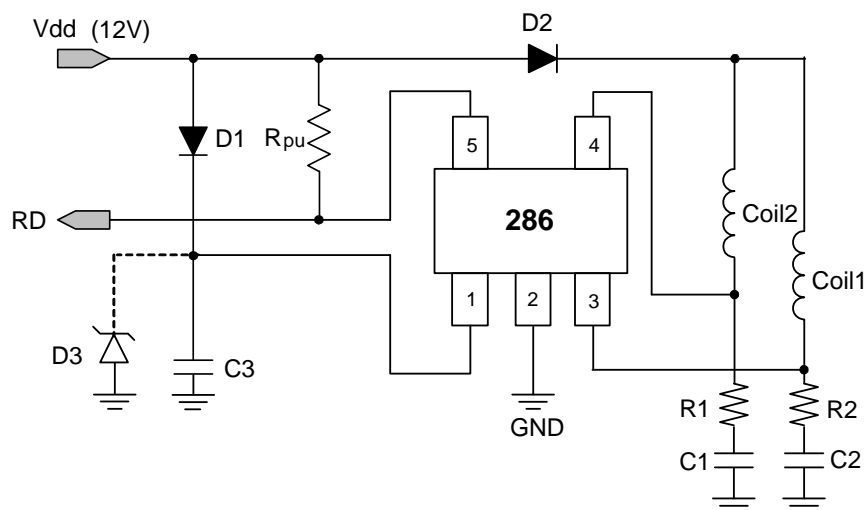 Vdd (12V)
D2
D1
Rpu
5
4
RD
286
Coil2
Coil1
1
2
3
D3
C3
GND
R1
R2
C1
C2